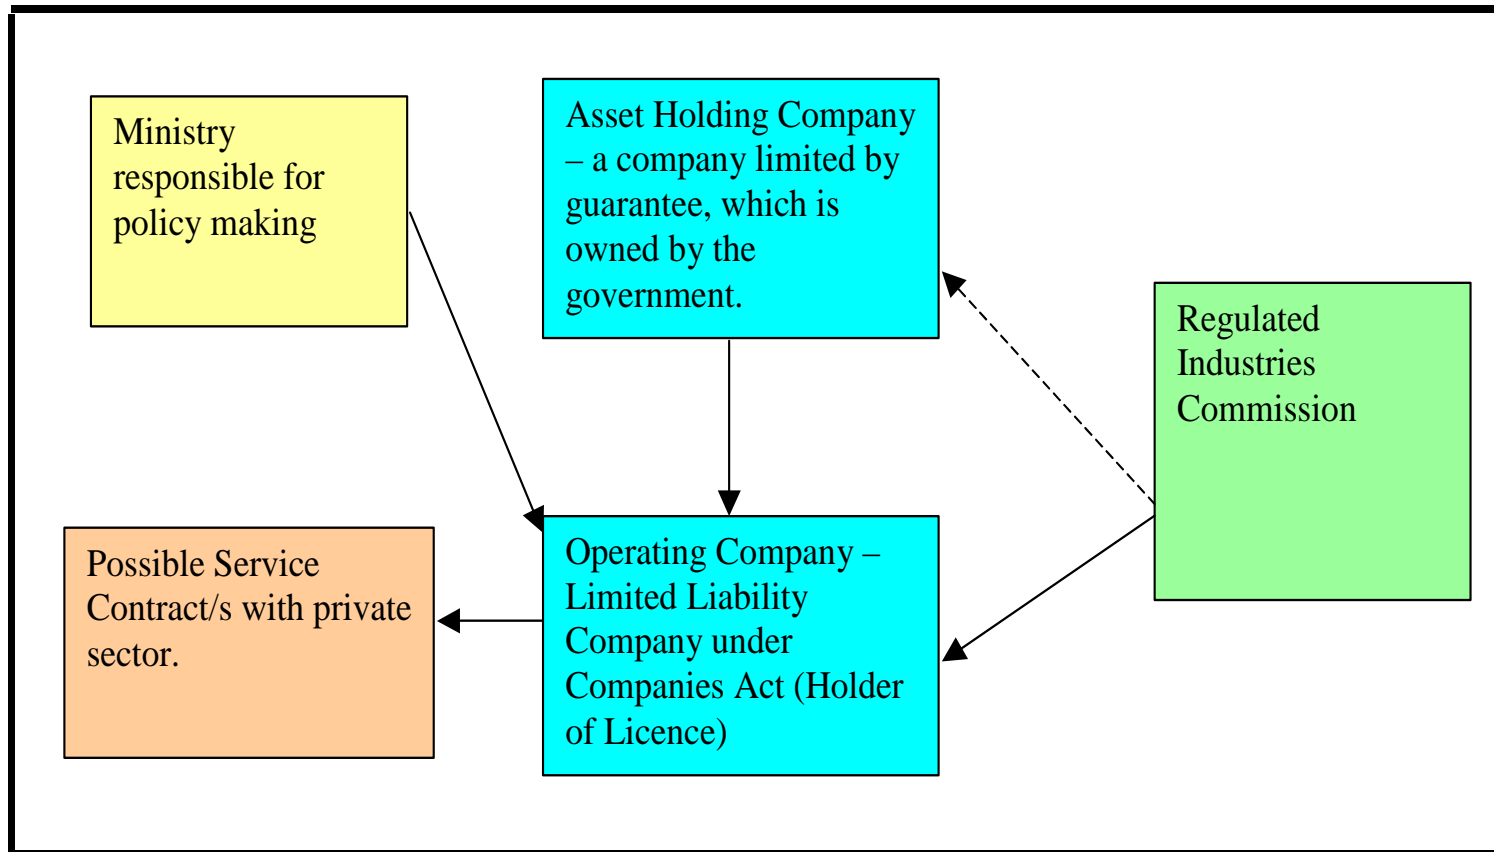 Ministry
responsible for
policy making
Asset Holding Company
– a company limited by
guarantee, which is
owned by the
government.
Regulated
Industries
Commission
Possible Service
Contract/s with private
sector.
Operating Company –
Limited Liability
Company under
Companies Act (Holder
of Licence)